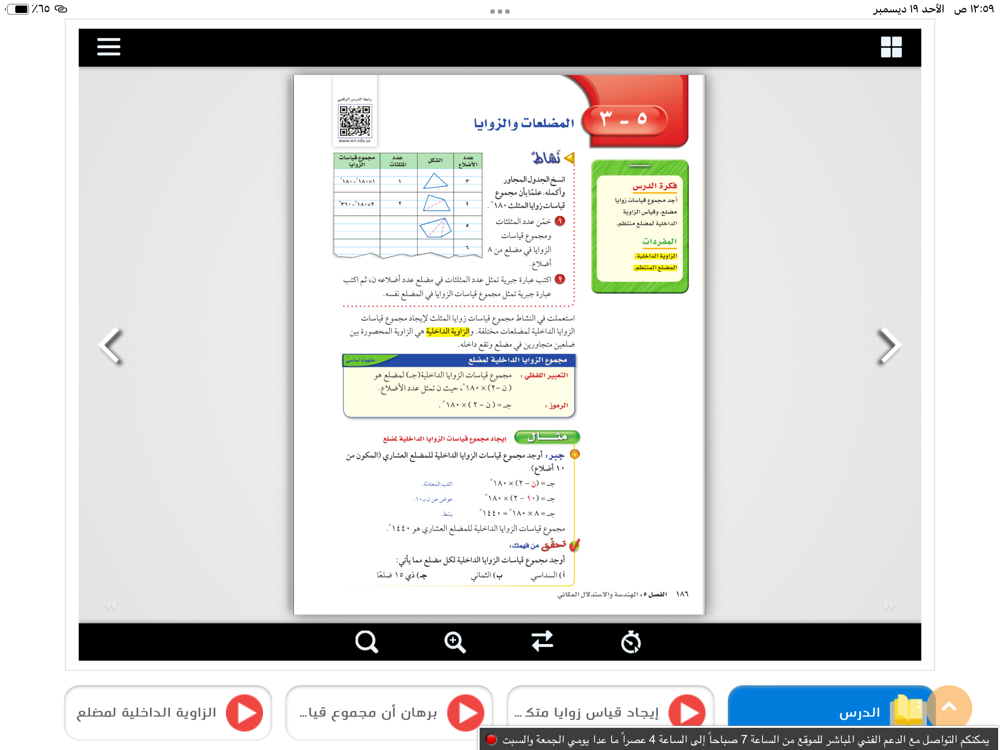 ١٢:٥٩ ص الأحد ١٩ ديسمبر
٪٦٥
رابط الدرس الرقمي
www.ien.edu.sa
٥ - ٣
المضلعات والزوايا
فكرة الدرس
أجد مجموع قياسات زوايا
مضلع، وقياس الزاوية
الداخلية لمضلع منتظم.
المفردات
الزاوية الداخلية.
المضلع المنتظم.
نشاط
انسخ الجدول المجاور
وأكمله. علمًا بأن مجموع
قياسات زوايا المثلث ١٨٠°.
١ خمّن عدد المثلثات
ومجموع قياسات
الزوايا في مضلع من ٨
أضلاع.
عدد الأضلاع | الشكل | عدد المثلثات | مجموع قياسات الزوايا
٣ | ١ | ١×١٨٠°=١٨٠°
٤ | ٢ | ٢×١٨٠°=٣٦٠°
٥
٦
٢ اكتب عبارة جبرية تمثل عدد المثلثات في مضلع عدد أضلاعه ن، ثم اكتب
عبارة جبرية تمثل مجموع قياسات الزوايا في المضلع نفسه.
استعملت في النشاط مجموع قياسات زوايا المثلث لإيجاد مجموع قياسات
الزوايا الداخلية لمضلعات مختلفة. والزاوية الداخلية هي الزاوية المحصورة بين
ضلعين متجاورين في مضلع وتقع داخله.
مجموع الزوايا الداخلية لمضلع
مفهوم أساسي
التعبير اللفظي: مجموع قياسات الزوايا الداخلية(جـ) لمضلع هو
(ن -٢) × ١٨٠°، حيث ن تمثل عدد الأضلاع.
الرموز: جـ = (ن - ٢) × ١٨٠°.
مثـــال
إيجاد مجموع قياسات الزوايا الداخلية لمضلع
١ جبر: أوجد مجموع قياسات الزوايا الداخلية للمضلع العشاري (المكون من
١٠ أضلاع).
جـ = (ن - ٢) × ١٨٠° اكتب المعادلة.
جـ = (١٠ - ٢) × ١٨٠° عوض عن ن بـ١٠.
جـ = ٨ × ١٨٠° = ١٤٤٠° بسّط.
مجموع قياسات الزوايا الداخلية للمضلع العشاري هو ١٤٤٠°.
تحقّق من فهمك:
أوجد مجموع قياسات الزوايا الداخلية لكل مضلع مما يأتي:
أ) السداسي ب) الثماني جـ) ذي ١٥ ضلعًا
١٨٦ الفصل ٥: الهندسة والاستدلال المكاني
الدرس
إيجاد قياس زوايا متكـ ...
برهان أن مجموع قيا...
الزاوية الداخلية لمضلع
يمكنكم التواصل مع الدعم الفني المباشر للموقع من الساعة 7 صباحاً إلى الساعة 4 عصراً ما عدا يومي الجمعة والسبت